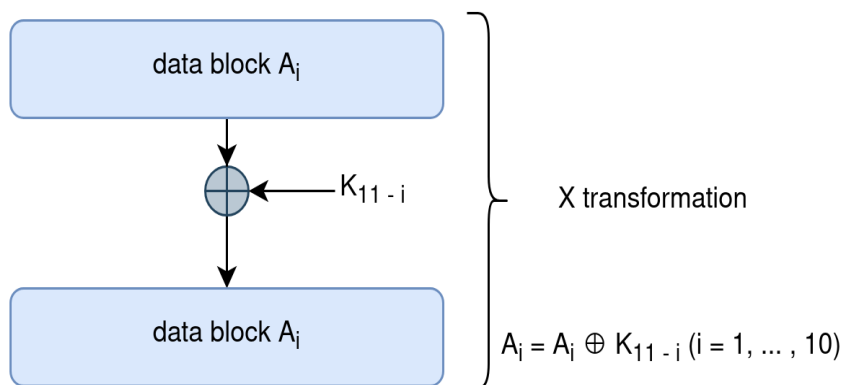 data block Aᵢ
K₁₁ ₋ ᵢ
X transformation
data block Aᵢ
Aᵢ = Aᵢ ⊕ K₁₁ ₋ ᵢ (i = 1, ... , 10)